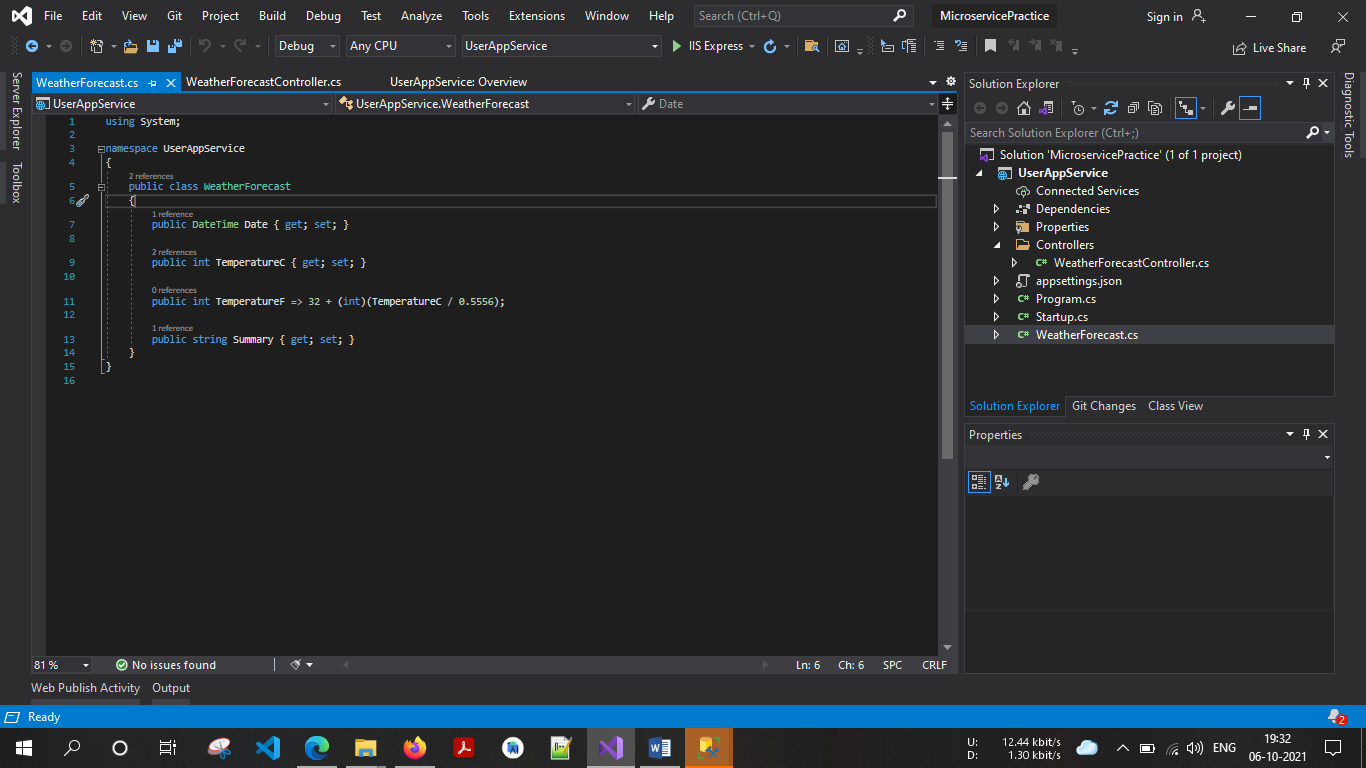 File Edit View Git Project Build Debug Test Analyze Tools Extensions Window Help Search (Ctrl+Q) MicroservicePractice Sign in
Debug Any CPU UserAppService IIS Express Live Share
Server Explorer
Toolbox
WeatherForecast.cs WeatherForecastController.cs UserAppService: Overview
UserAppService UserAppService.WeatherForecast Date
1 using System;
2
3 namespace UserAppService
4 {
2 references
5 public class WeatherForecast
6 {
1 reference
7 public DateTime Date { get; set; }
8
2 references
9 public int TemperatureC { get; set; }
10
0 references
11 public int TemperatureF => 32 + (int)(TemperatureC / 0.5556);
12
1 reference
13 public string Summary { get; set; }
14 }
15 }
16
81 % No issues found Ln: 6 Ch: 6 SPC CRLF
Solution Explorer
Search Solution Explorer (Ctrl+;)
Solution 'MicroservicePractice' (1 of 1 project)
UserAppService
Connected Services
Dependencies
Properties
Controllers
C# WeatherForecastController.cs
appsettings.json
C# Program.cs
C# Startup.cs
C# WeatherForecast.cs
Solution Explorer Git Changes Class View
Properties
Diagnostic Tools
Web Publish Activity Output
Ready 2
U: 12.44 kbit/s
D: 1.30 kbit/s
ENG
19:32
06-10-2021